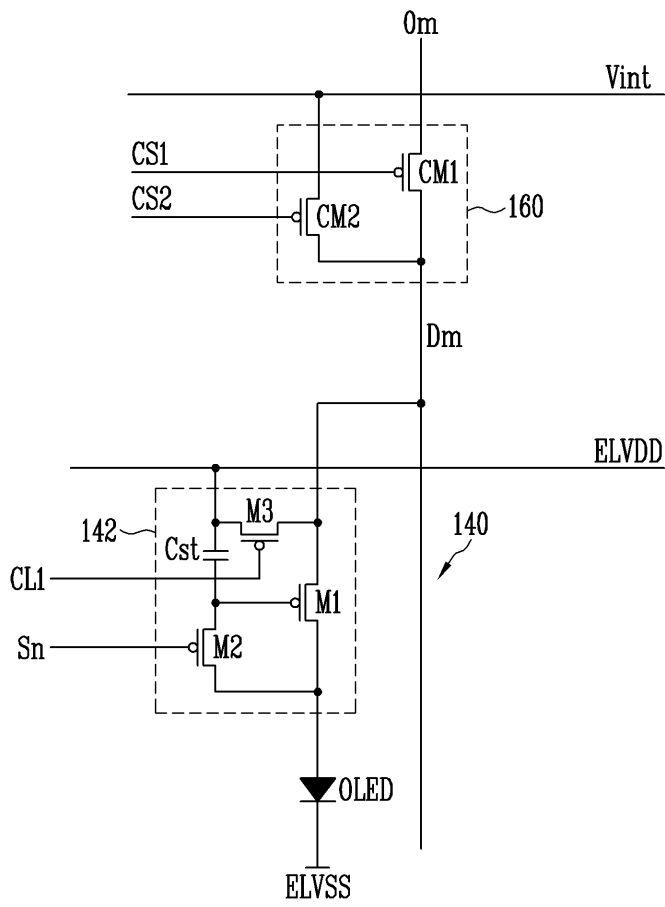 Om
Vint
CS1
CM1
CS2
CM2
160
Dm
ELVDD
M3
142
140
Cst
CL1
M1
Sn
M2
OLED
ELVSS